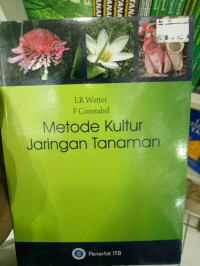 LR Wetter
F Constabel
Metode Kultur
Jaringan Tanaman
Penerbit ITB